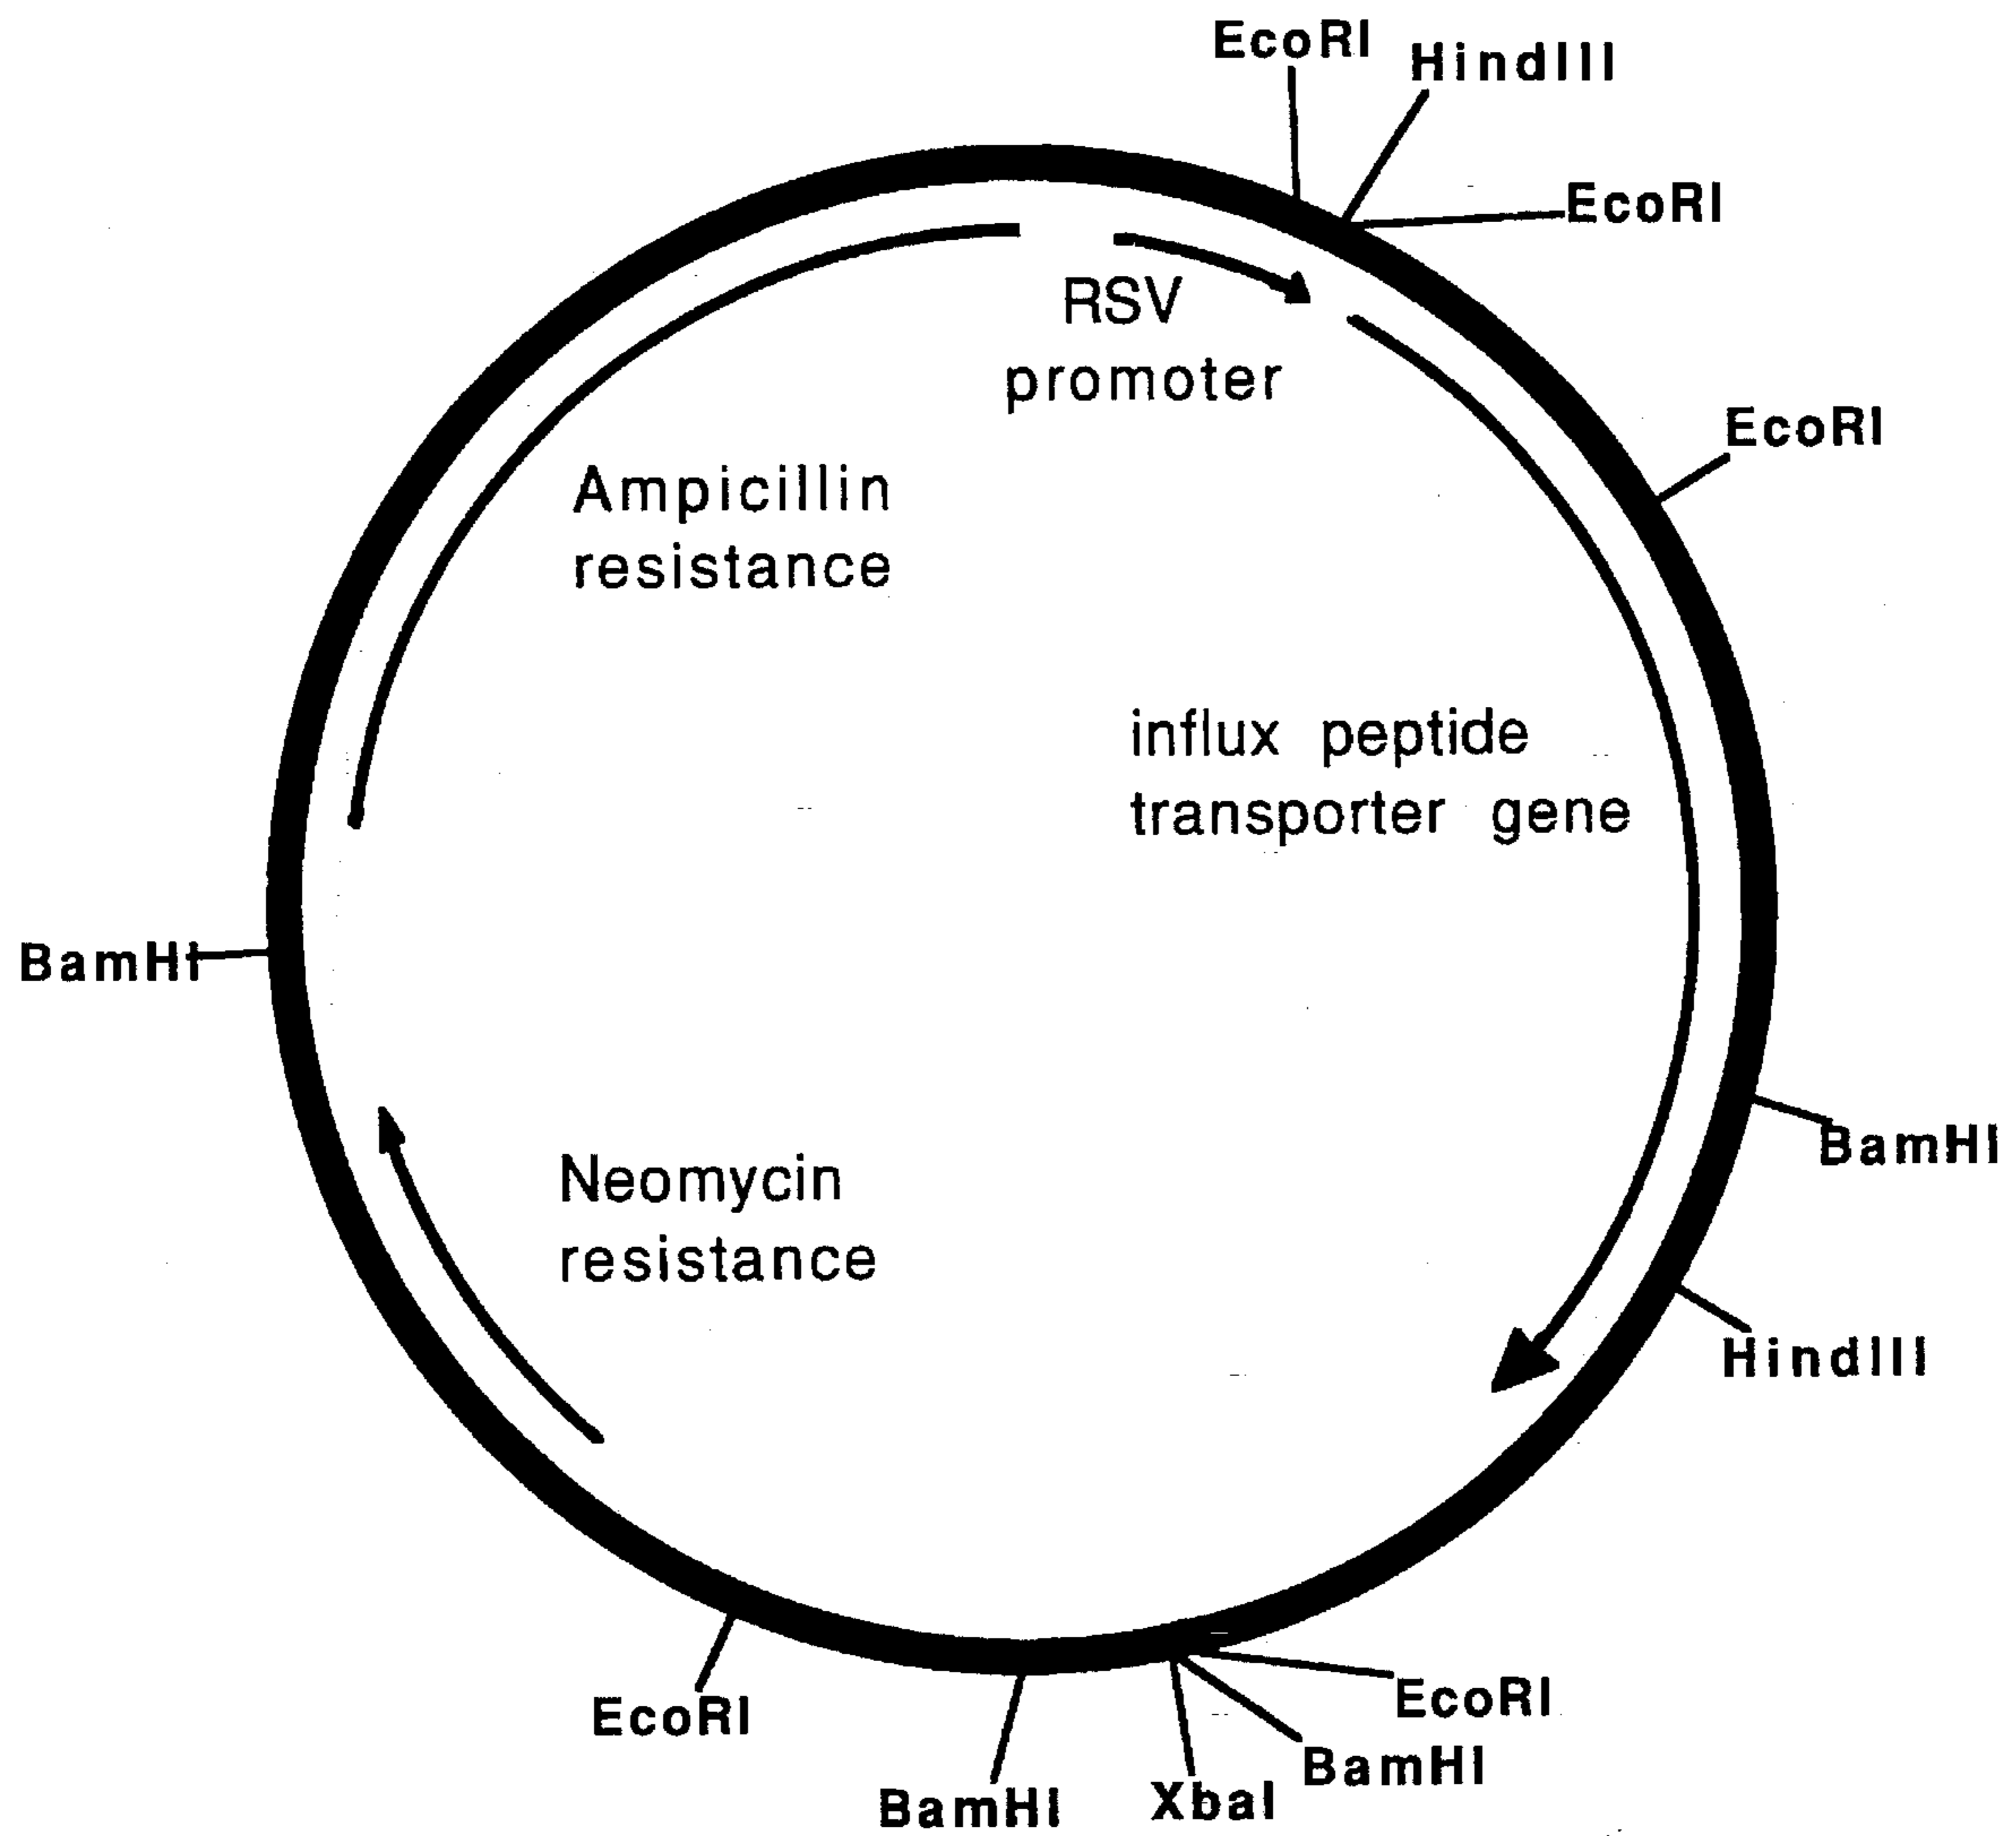 EcoRI
HindIII
EcoRI
RSV
promoter
EcoRI
Ampicillin
resistance
influx peptide
transporter gene
BamHI
BamHI
Neomycin
resistance
HindIII
EcoRI
EcoRI
BamHI
XbaI
BamHI